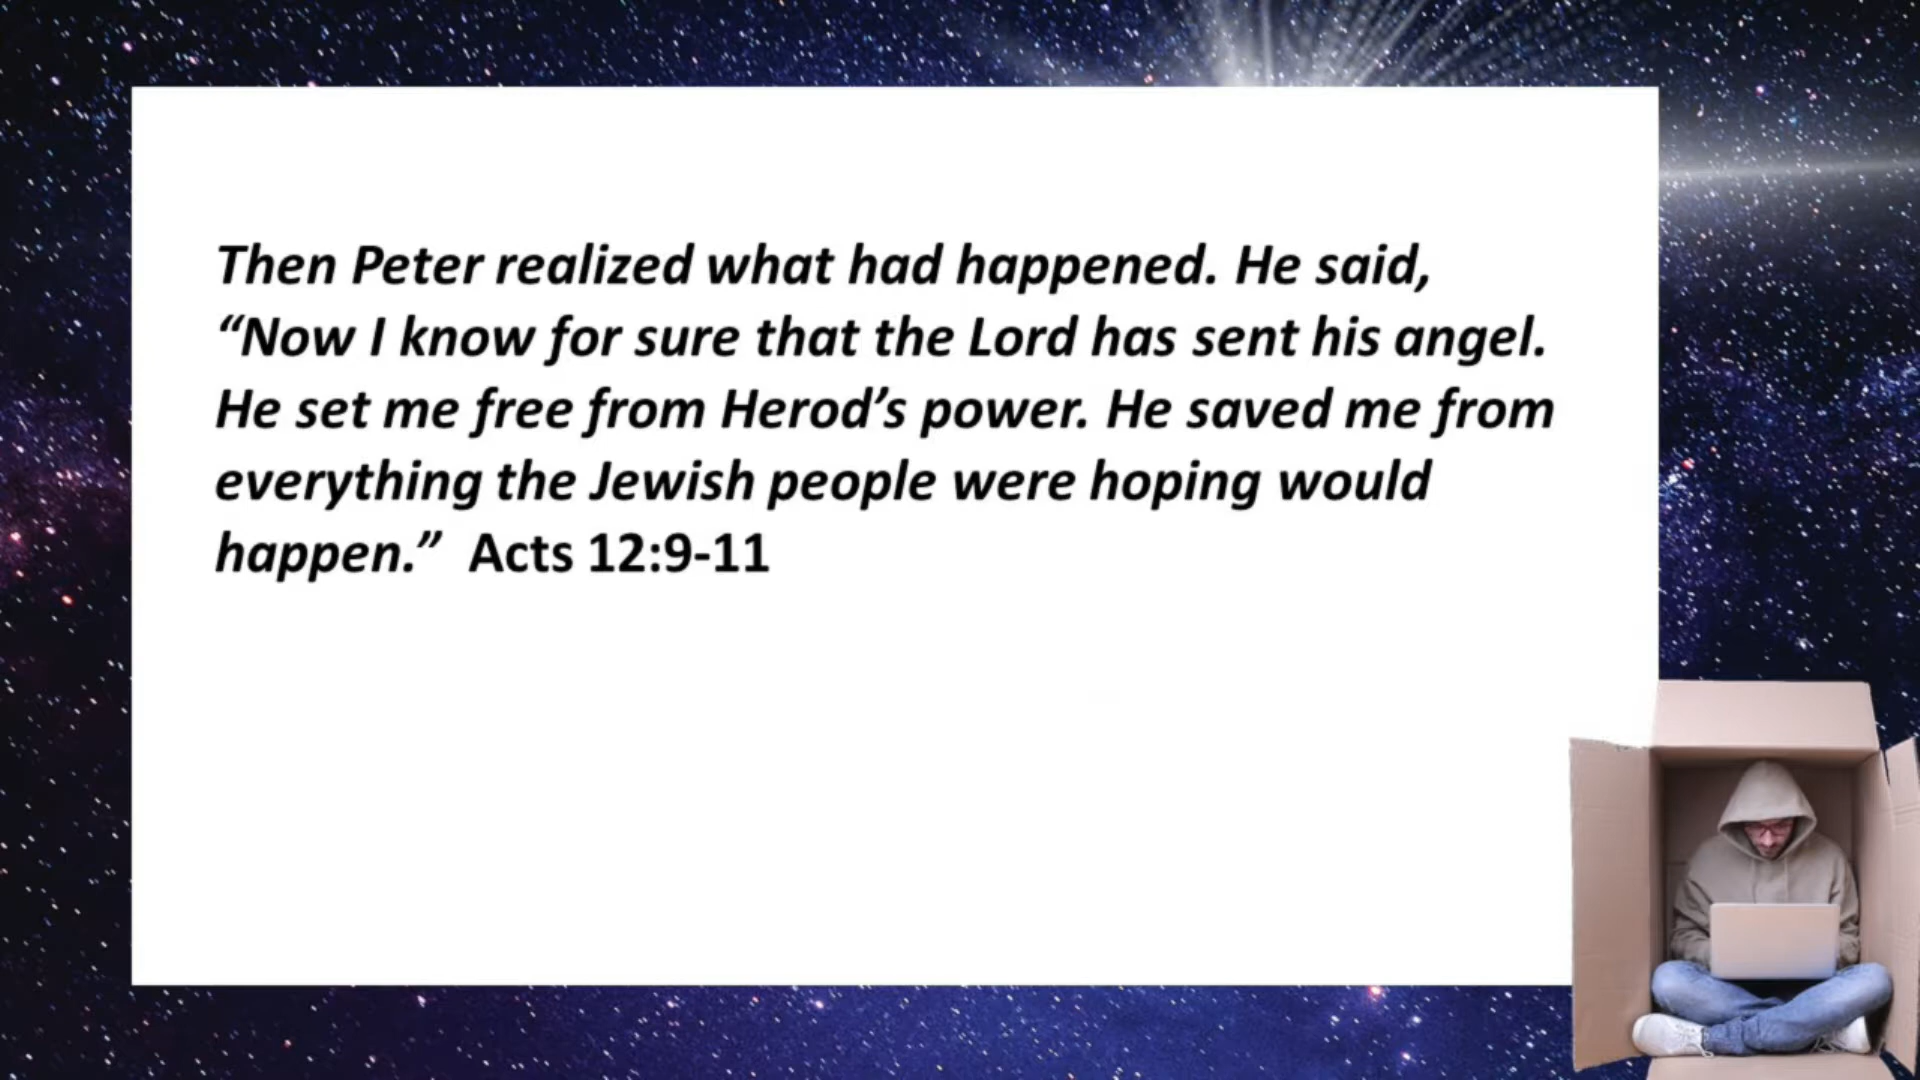 Then Peter realized what had happened. He said,
“Now I know for sure that the Lord has sent his angel.
He set me free from Herod’s power. He saved me from
everything the Jewish people were hoping would
happen.”  Acts 12:9-11